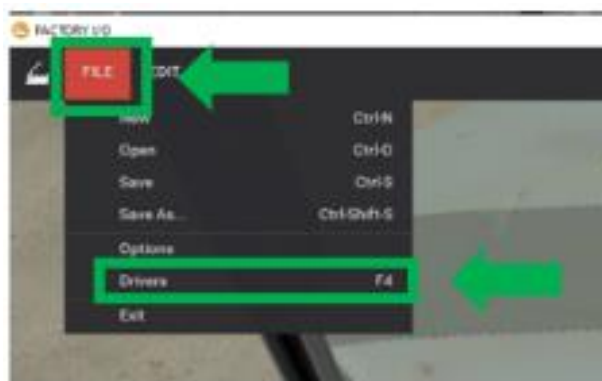 FACTORY I/O
FILE EDIT
New Ctrl-N
Open Ctrl-O
Save Ctrl-S
Save As... Ctrl-Shift-S
Options
Drivers F4
Exit